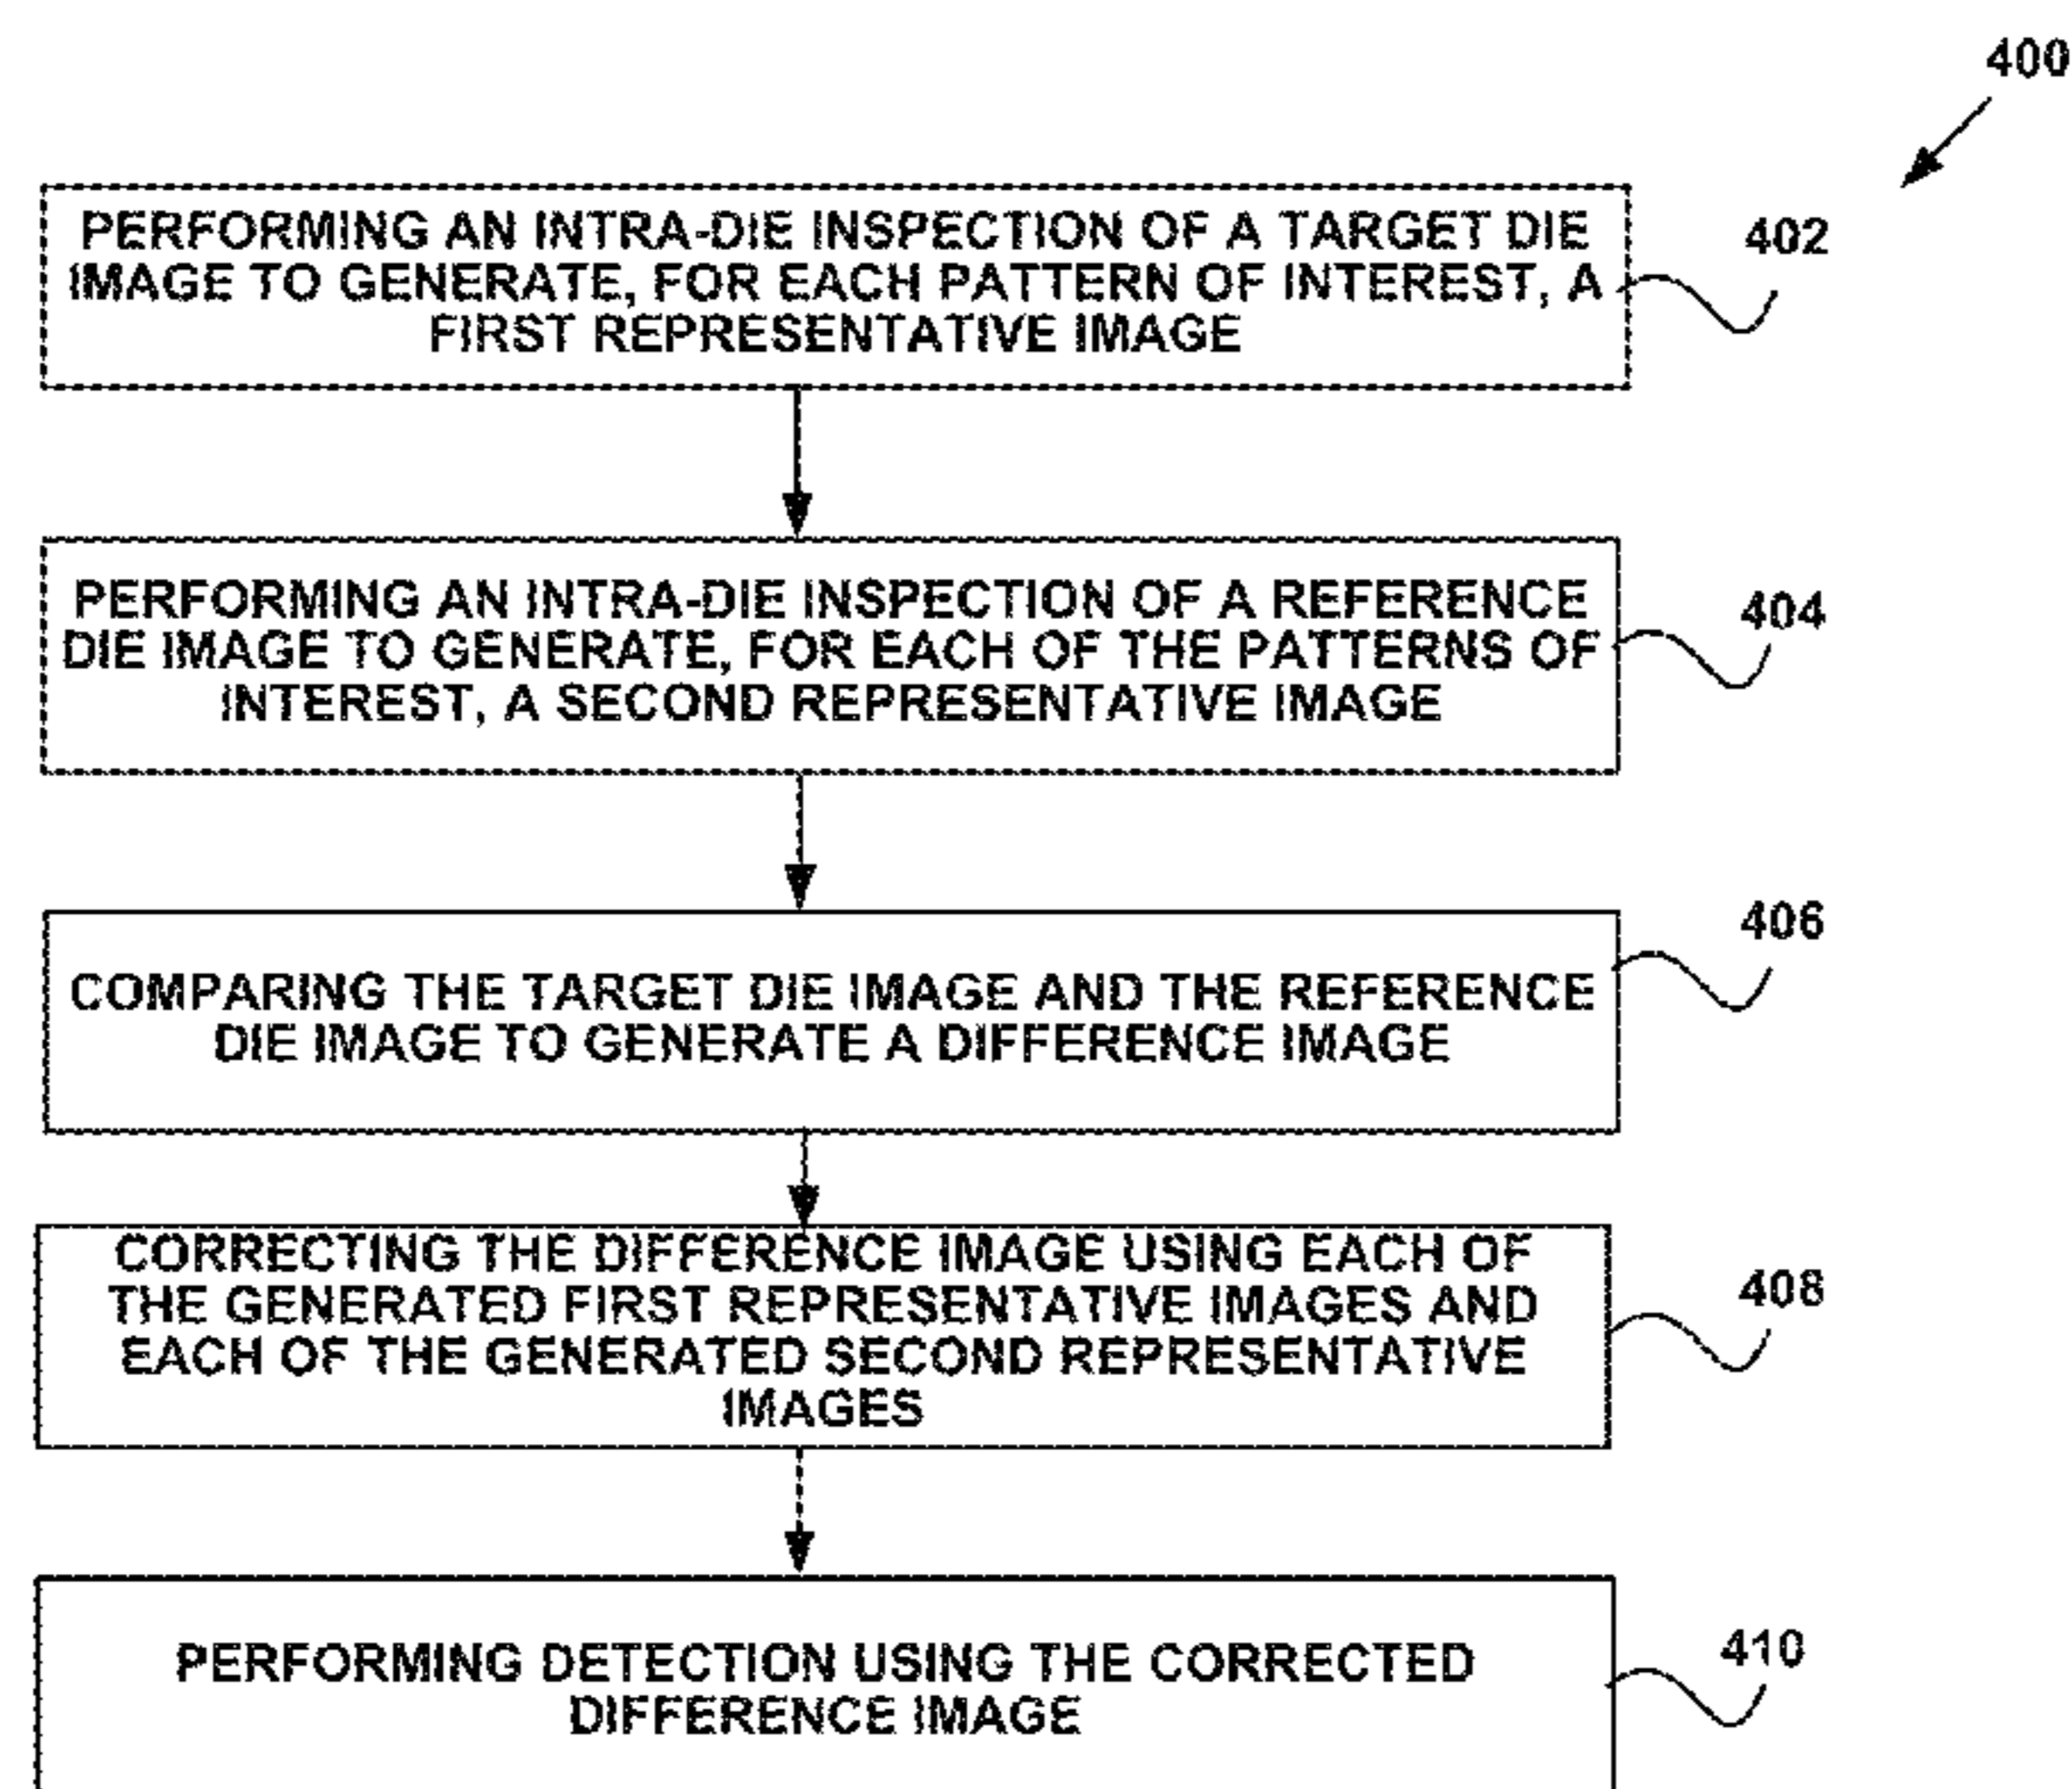 400
PERFORMING AN INTRA-DIE INSPECTION OF A TARGET DIE
IMAGE TO GENERATE, FOR EACH PATTERN OF INTEREST, A
FIRST REPRESENTATIVE IMAGE
402
PERFORMING AN INTRA-DIE INSPECTION OF A REFERENCE
DIE IMAGE TO GENERATE, FOR EACH OF THE PATTERNS OF
INTEREST, A SECOND REPRESENTATIVE IMAGE
404
COMPARING THE TARGET DIE IMAGE AND THE REFERENCE
DIE IMAGE TO GENERATE A DIFFERENCE IMAGE
406
CORRECTING THE DIFFERENCE IMAGE USING EACH OF
THE GENERATED FIRST REPRESENTATIVE IMAGES AND
EACH OF THE GENERATED SECOND REPRESENTATIVE
IMAGES
408
PERFORMING DETECTION USING THE CORRECTED
DIFFERENCE IMAGE
410